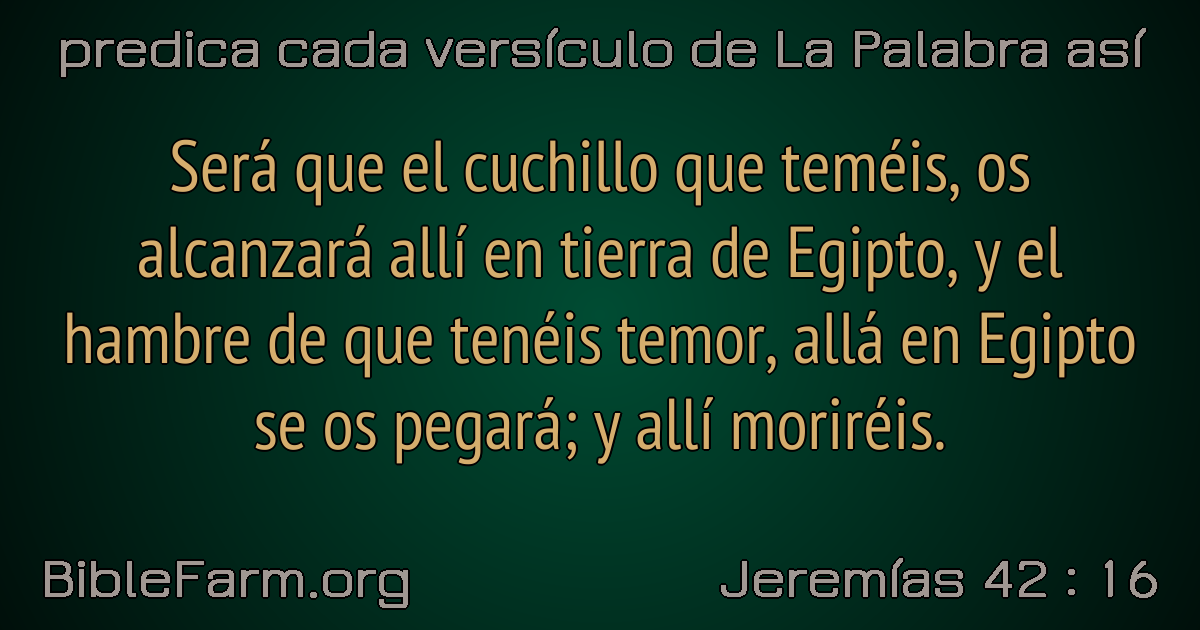 predica cada versículo de La Palabra así
Será que el cuchillo que teméis, os
alcanzará allí en tierra de Egipto, y el
hambre de que tenéis temor, allá en Egipto
se os pegará; y allí moriréis.
BibleFarm.org
Jeremías 42 : 16